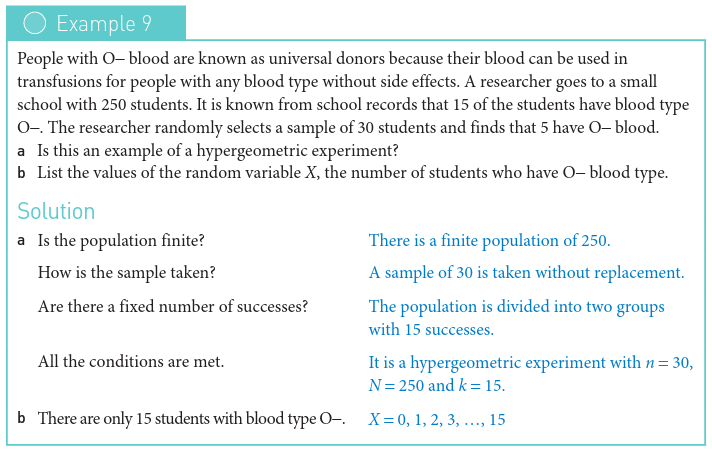 Example 9
People with O− blood are known as universal donors because their blood can be used in
transfusions for people with any blood type without side effects. A researcher goes to a small
school with 250 students. It is known from school records that 15 of the students have blood type
O−. The researcher randomly selects a sample of 30 students and finds that 5 have O− blood.
a Is this an example of a hypergeometric experiment?
b List the values of the random variable X, the number of students who have O− blood type.
Solution
a Is the population finite? There is a finite population of 250.
How is the sample taken? A sample of 30 is taken without replacement.
Are there a fixed number of successes? The population is divided into two groups
with 15 successes.
All the conditions are met. It is a hypergeometric experiment with n = 30,
N = 250 and k = 15.
b There are only 15 students with blood type O−. X = 0, 1, 2, 3, …, 15